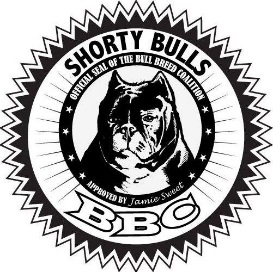 SHORTY BULLS
OFFICIAL SEAL OF THE BULL BREED COALITION
APPROVED BY Jamie Sweet
BBC